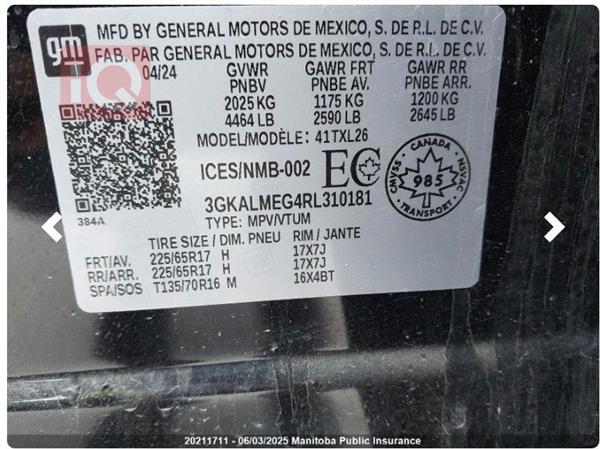 gm
MFD BY GENERAL MOTORS DE MEXICO, S. DE R.L. DE C.V.
FAB. PAR GENERAL MOTORS DE MEXICO, S. DE R.L. DE C.V.
04/24 GVWR GAWR FRT GAWR RR
PNBV PNBE AV. PNBE ARR.
2025 KG 1175 KG 1200 KG
4464 LB 2590 LB 2645 LB
MODEL/MODÈLE: 41TXL26
ICES/NMB-002 EC
CANADA
CMVSS 985 NSVAC
TRANSPORT
3GKALMEG4RL310181
384A
TYPE: MPV/VTUM
TIRE SIZE / DIM. PNEU RIM / JANTE
FRT/AV. 225/65R17 H 17X7J
RR/ARR. 225/65R17 H 17X7J
SPA/SOS T135/70R16 M 16X4BT
iQ
20211711 - 06/03/2025 Manitoba Public Insurance